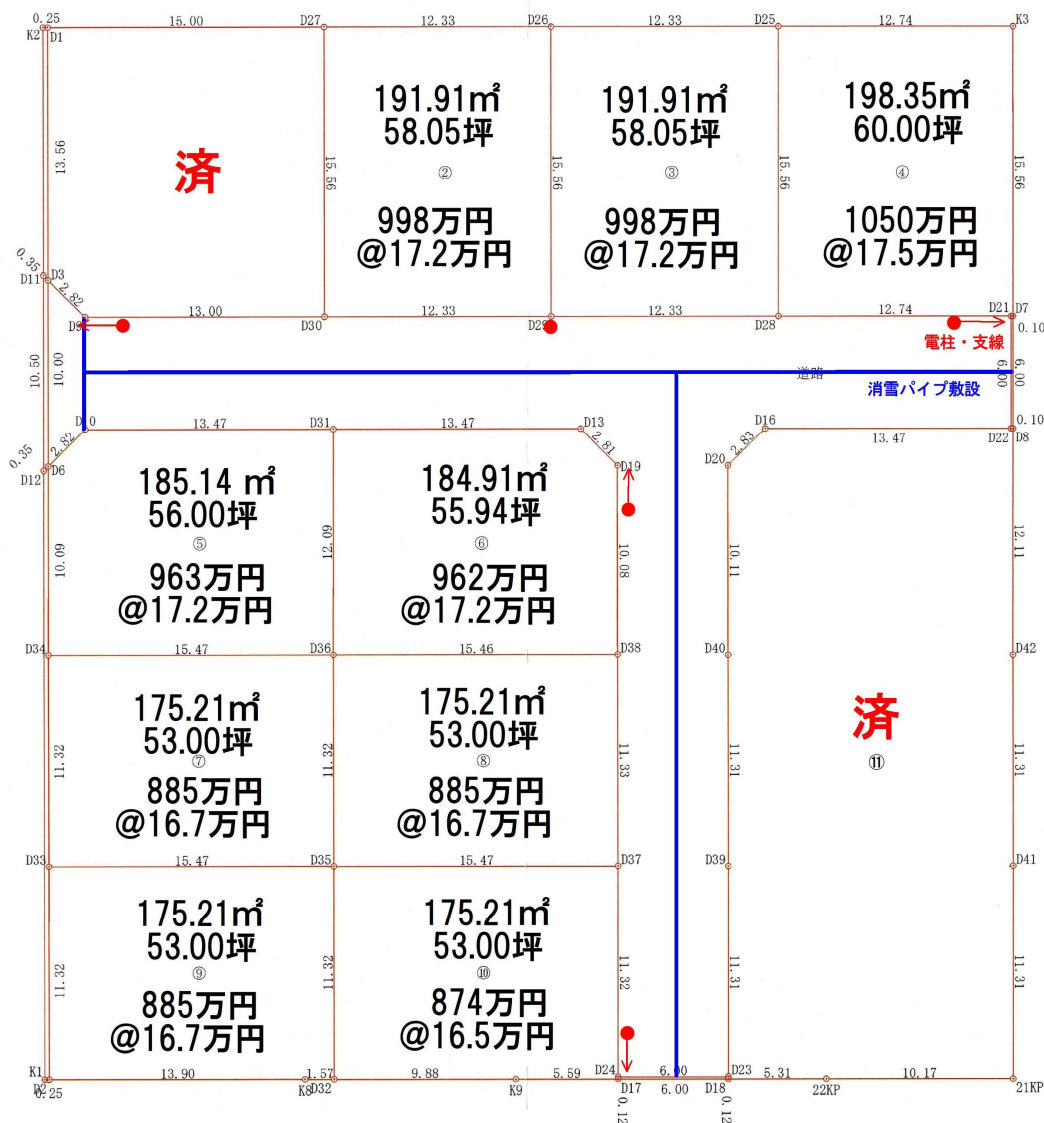 0.25
15.00
D27
12.33
D26
12.33
D25
12.74
K3
K2
D1
13.56
済
15.56
191.91㎡
58.05坪
②
998万円
@17.2万円
15.56
191.91㎡
58.05坪
③
998万円
@17.2万円
15.56
198.35㎡
60.00坪
④
1050万円
@17.5万円
15.56
0.35
D11
D3
2.82
D9
13.00
D30
12.33
D29
12.33
D28
12.74
D21
D7
0.10
電柱・支線
10.50
10.00
道路
消雪パイプ敷設
6.00
6.00
0.10
D10
13.47
D31
13.47
D13
2.81
D19
D16
2.83
D20
13.47
D22
D8
0.35
D12
D6
2.82
185.14 ㎡
56.00坪
⑤
963万円
@17.2万円
10.09
12.09
184.91㎡
55.94坪
⑥
962万円
@17.2万円
10.08
10.11
12.11
D34
15.47
D36
15.46
D38
D40
D42
175.21㎡
53.00坪
⑦
885万円
@16.7万円
11.32
11.32
175.21㎡
53.00坪
⑧
885万円
@16.7万円
11.33
11.31
済
⑪
11.31
D33
15.47
D35
15.47
D37
D39
D41
175.21㎡
53.00坪
⑨
885万円
@16.7万円
11.32
11.32
175.21㎡
53.00坪
⑩
874万円
@16.5万円
11.32
11.31
11.31
K1
D2
0.25
13.90
K8
1.57
D32
9.88
K9
5.59
D24
D17
6.00
6.00
D23
D18
5.31
22KP
10.17
21KP
0.12
0.12